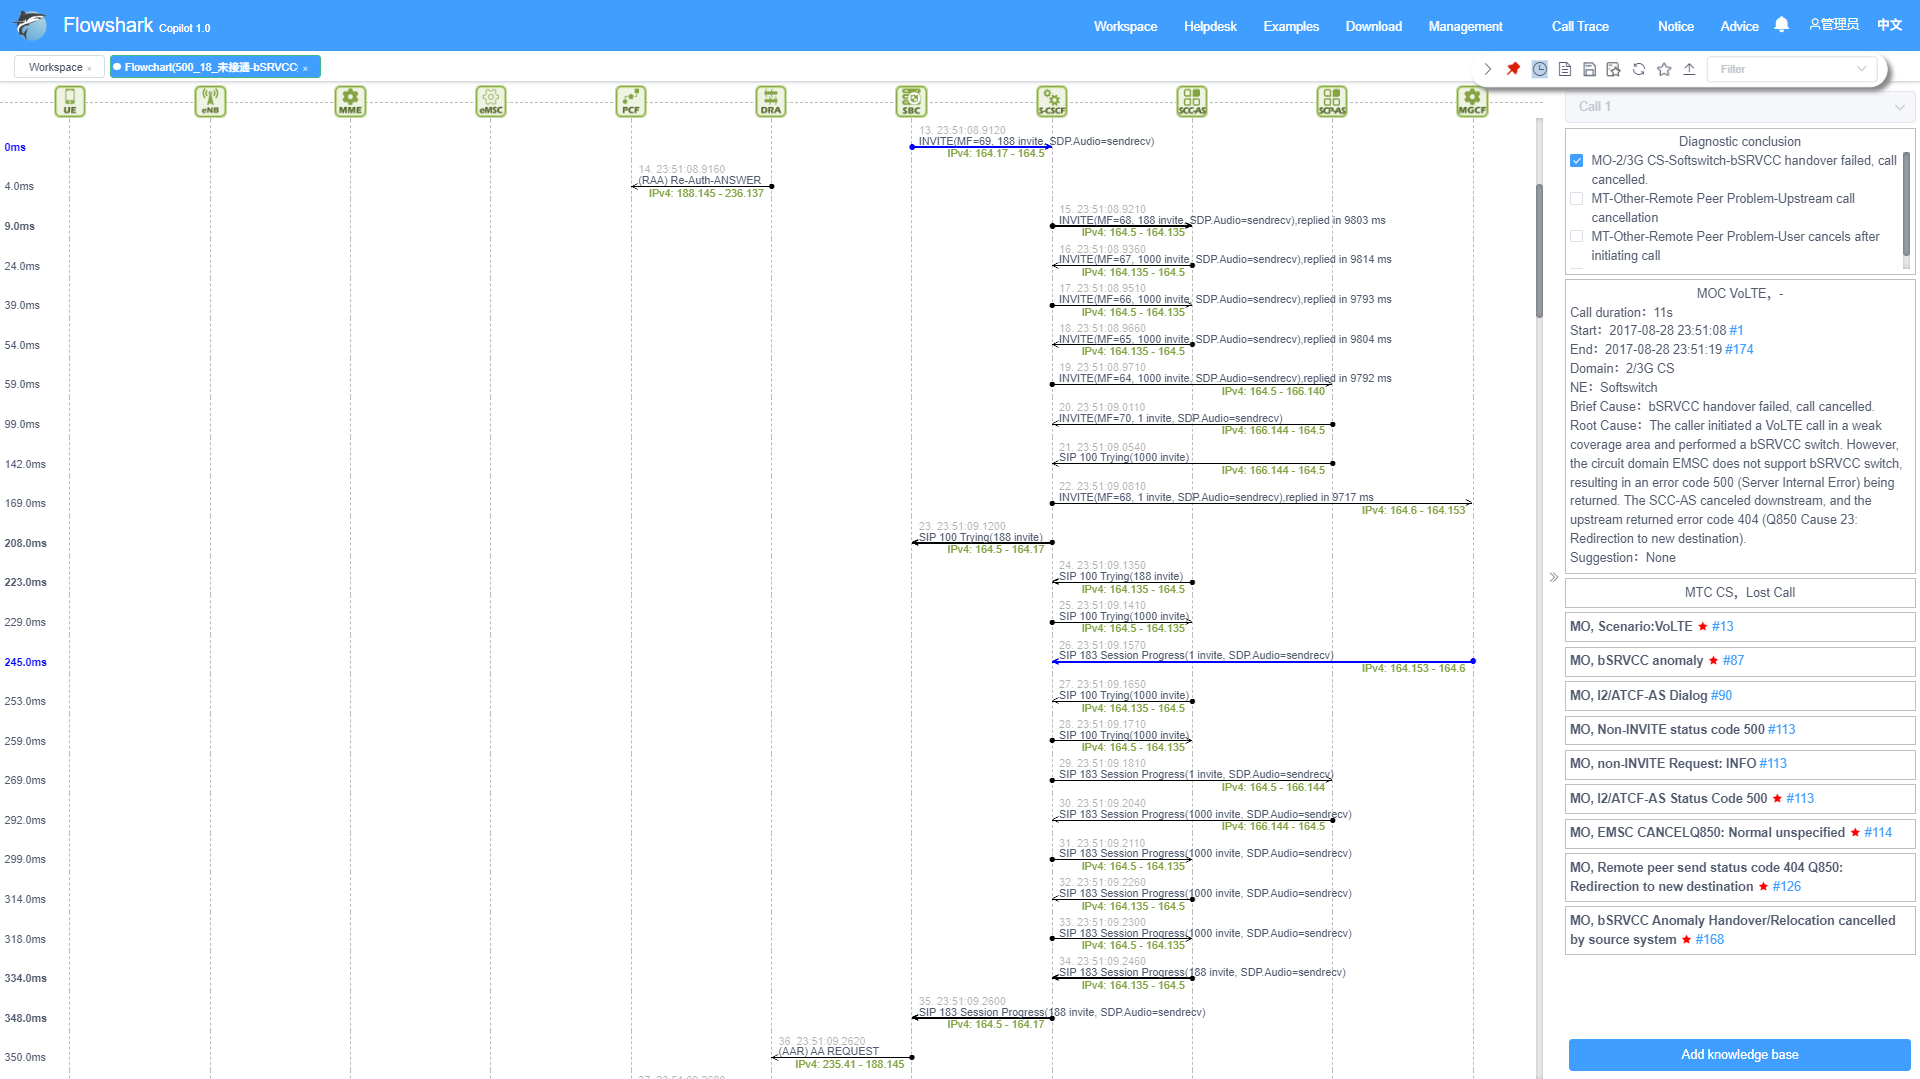 Flowshark Copilot 1.0
Workspace Helpdesk Examples Download Management Call Trace Notice Advice 管理员 中文
Workspace ×
Flowchart(500_18_未接通-bSRVCC ×
Filter
UE eNB MME eMSC PCF DRA SBC S-CSCF SCC-AS SCP-AS MGCF
13. 23:51:08.9120
0ms INVITE(MF=69, 188 invite, SDP.Audio=sendrecv)
IPv4: 164.17 - 164.5
14. 23:51:08.9160
4.0ms (RAA) Re-Auth-ANSWER
IPv4: 188.145 - 236.137
15. 23:51:08.9210
9.0ms INVITE(MF=68, 188 invite, SDP.Audio=sendrecv),replied in 9803 ms
IPv4: 164.5 - 164.135
16. 23:51:08.9360
24.0ms INVITE(MF=67, 1000 invite, SDP.Audio=sendrecv),replied in 9814 ms
IPv4: 164.135 - 164.5
17. 23:51:08.9510
39.0ms INVITE(MF=66, 1000 invite, SDP.Audio=sendrecv),replied in 9793 ms
IPv4: 164.5 - 164.135
18. 23:51:08.9660
54.0ms INVITE(MF=65, 1000 invite, SDP.Audio=sendrecv),replied in 9804 ms
IPv4: 164.135 - 164.5
19. 23:51:08.9710
59.0ms INVITE(MF=64, 1000 invite, SDP.Audio=sendrecv),replied in 9792 ms
IPv4: 164.5 - 166.140
20. 23:51:09.0110
99.0ms INVITE(MF=70, 1 invite, SDP.Audio=sendrecv)
IPv4: 166.144 - 164.5
21. 23:51:09.0540
142.0ms SIP 100 Trying(1000 invite)
IPv4: 166.144 - 164.5
22. 23:51:09.0810
169.0ms INVITE(MF=68, 1 invite, SDP.Audio=sendrecv),replied in 9717 ms
IPv4: 164.6 - 164.153
23. 23:51:09.1200
208.0ms SIP 100 Trying(188 invite)
IPv4: 164.5 - 164.17
24. 23:51:09.1350
223.0ms SIP 100 Trying(188 invite)
IPv4: 164.135 - 164.5
25. 23:51:09.1410
229.0ms SIP 100 Trying(1000 invite)
IPv4: 164.5 - 164.135
26. 23:51:09.1570
245.0ms SIP 183 Session Progress(1 invite, SDP.Audio=sendrecv)
IPv4: 164.153 - 164.6
27. 23:51:09.1650
253.0ms SIP 100 Trying(1000 invite)
IPv4: 164.135 - 164.5
28. 23:51:09.1710
259.0ms SIP 100 Trying(1000 invite)
IPv4: 164.5 - 164.135
29. 23:51:09.1810
269.0ms SIP 183 Session Progress(1 invite, SDP.Audio=sendrecv)
IPv4: 164.5 - 166.144
30. 23:51:09.2040
292.0ms SIP 183 Session Progress(1000 invite, SDP.Audio=sendrecv)
IPv4: 166.144 - 164.5
31. 23:51:09.2110
299.0ms SIP 183 Session Progress(1000 invite, SDP.Audio=sendrecv)
IPv4: 164.5 - 164.135
32. 23:51:09.2260
314.0ms SIP 183 Session Progress(1000 invite, SDP.Audio=sendrecv)
IPv4: 164.135 - 164.5
33. 23:51:09.2300
318.0ms SIP 183 Session Progress(1000 invite, SDP.Audio=sendrecv)
IPv4: 164.5 - 164.135
34. 23:51:09.2460
334.0ms SIP 183 Session Progress(188 invite, SDP.Audio=sendrecv)
IPv4: 164.135 - 164.5
35. 23:51:09.2600
348.0ms SIP 183 Session Progress(188 invite, SDP.Audio=sendrecv)
IPv4: 164.5 - 164.17
36. 23:51:09.2620
350.0ms (AAR) AA REQUEST
IPv4: 235.41 - 188.145
Call 1
Diagnostic conclusion
MO-2/3G CS-Softswitch-bSRVCC handover failed, call
cancelled.
MT-Other-Remote Peer Problem-Upstream call
cancellation
MT-Other-Remote Peer Problem-User cancels after
initiating call
MOC VoLTE，-
Call duration：11s
Start：2017-08-28 23:51:08 #1
End：2017-08-28 23:51:19 #174
Domain：2/3G CS
NE：Softswitch
Brief Cause：bSRVCC handover failed, call cancelled.
Root Cause：The caller initiated a VoLTE call in a weak
coverage area and performed a bSRVCC switch. However,
the circuit domain EMSC does not support bSRVCC switch,
resulting in an error code 500 (Server Internal Error) being
returned. The SCC-AS canceled downstream, and the
upstream returned error code 404 (Q850 Cause 23:
Redirection to new destination).
Suggestion：None
MTC CS，Lost Call
MO, Scenario:VoLTE ★ #13
MO, bSRVCC anomaly ★ #87
MO, I2/ATCF-AS Dialog #90
MO, Non-INVITE status code 500 #113
MO, non-INVITE Request: INFO #113
MO, I2/ATCF-AS Status Code 500 ★ #113
MO, EMSC CANCELQ850: Normal unspecified ★ #114
MO, Remote peer send status code 404 Q850:
Redirection to new destination ★ #126
MO, bSRVCC Anomaly Handover/Relocation cancelled
by source system ★ #168
Add knowledge base